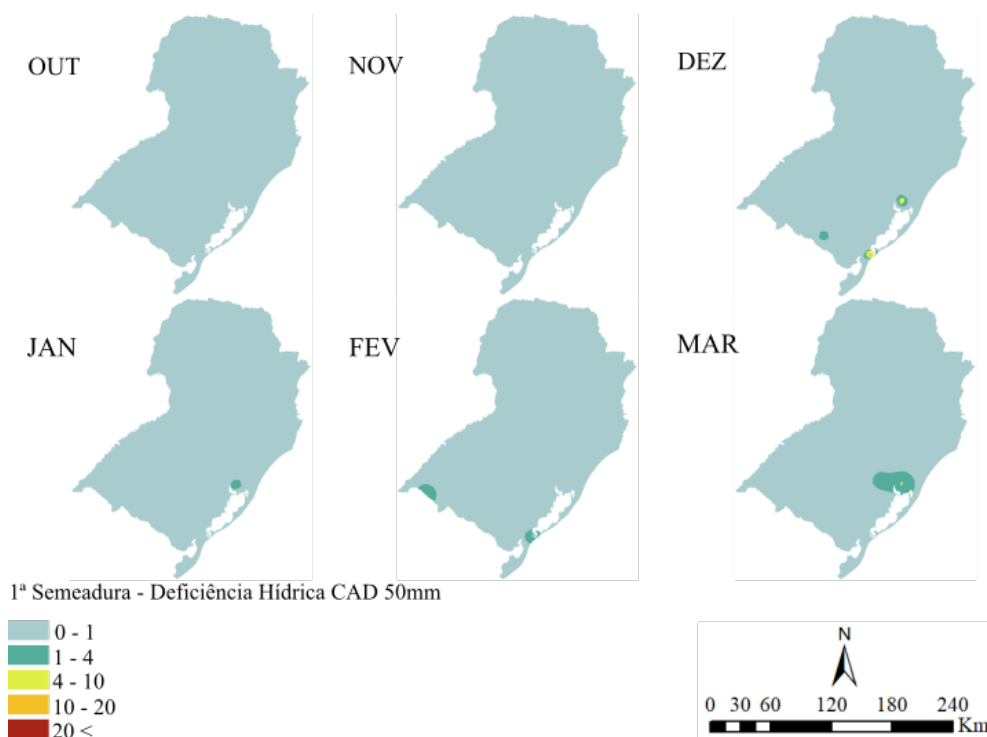 OUT
NOV
DEZ
JAN
FEV
MAR
1ª Semeadura - Deficiência Hídrica CAD 50mm
0 - 1
1 - 4
4 - 10
10 - 20
20 <
N
0 30 60 120 180 240
Km